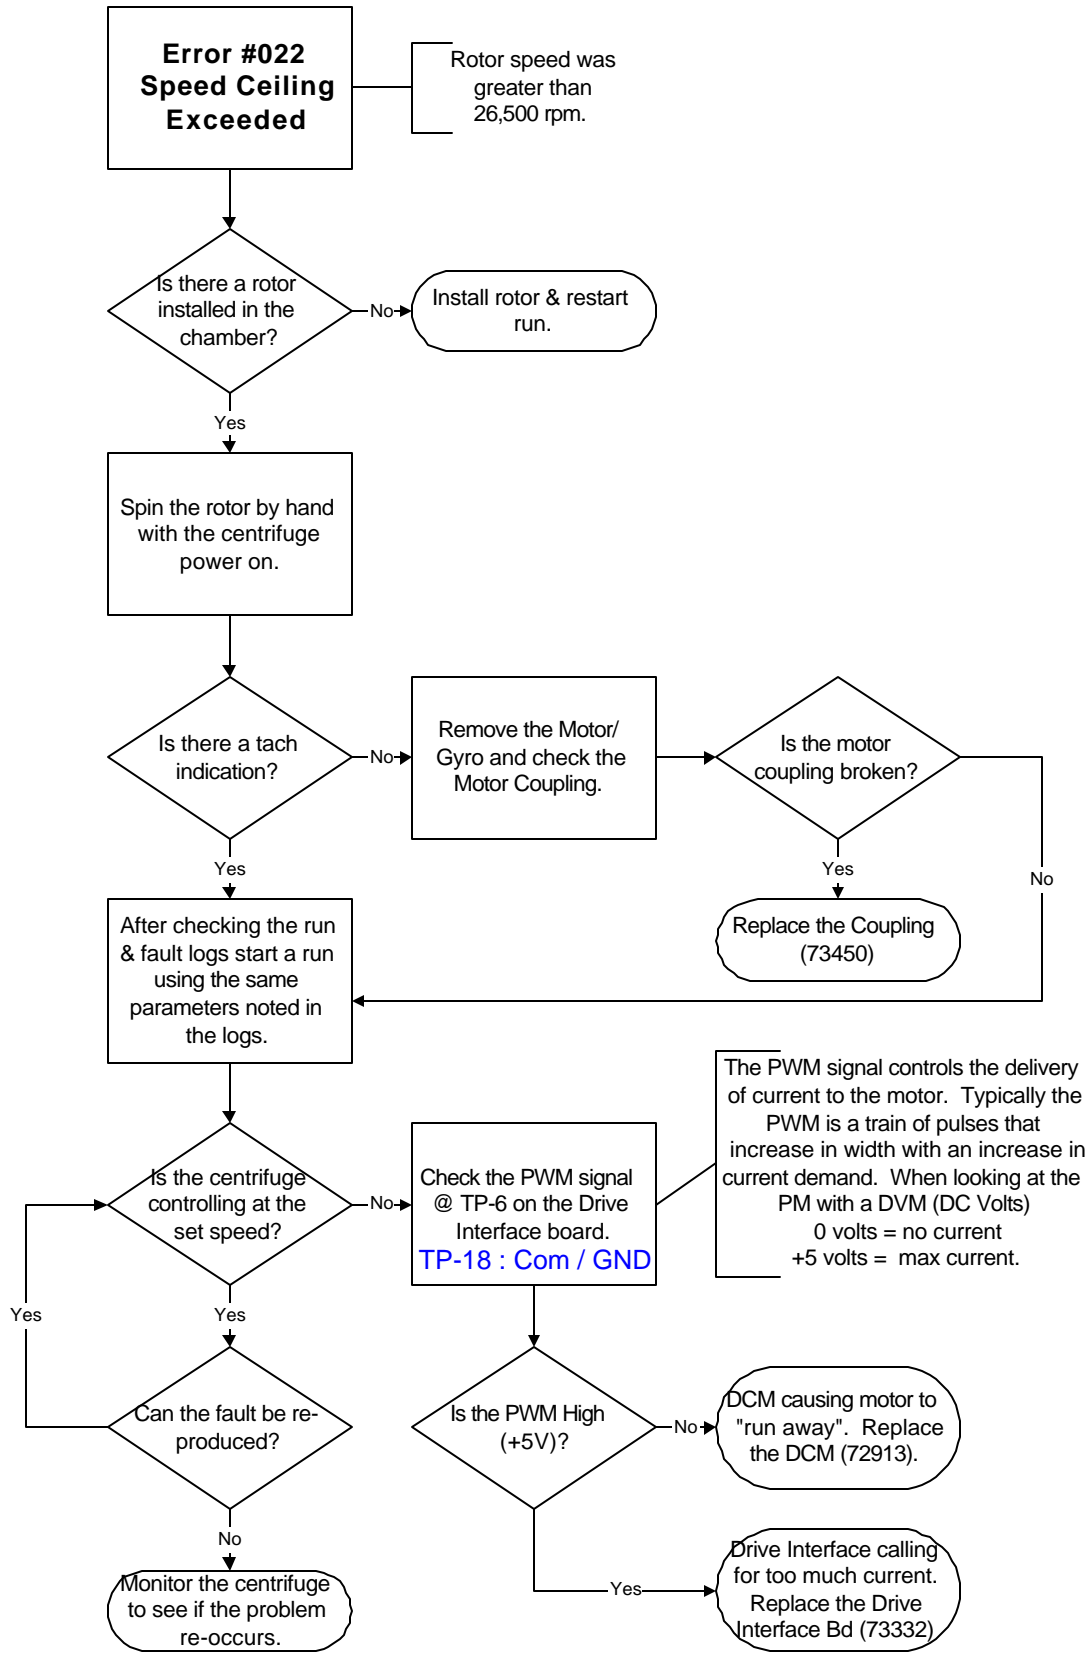 Error #022
Speed Ceiling
Exceeded
Rotor speed was
greater than
26,500 rpm.
Is there a rotor
installed in the
chamber?
No
Install rotor & restart
run.
Yes
Spin the rotor by hand
with the centrifuge
power on.
Is there a tach
indication?
No
Remove the Motor/
Gyro and check the
Motor Coupling.
Is the motor
coupling broken?
Yes
Yes
No
After checking the run
& fault logs start a run
using the same
parameters noted in
the logs.
Replace the Coupling
(73450)
The PWM signal controls the delivery
of current to the motor.  Typically the
PWM is a train of pulses that
increase in width with an increase in
current demand.  When looking at the
PM with a DVM (DC Volts)
0 volts = no current
+5 volts =  max current.
Is the centrifuge
controlling at the
set speed?
No
Check the PWM signal
@ TP-6 on the Drive
Interface board.
TP-18 : Com / GND
Yes
Yes
Can the fault be re-
produced?
Is the PWM High
(+5V)?
No
DCM causing motor to
"run away".  Replace
the DCM (72913).
No
Monitor the centrifuge
to see if the problem
re-occurs.
Yes
Drive Interface calling
for too much current.
Replace the Drive
Interface Bd (73332)